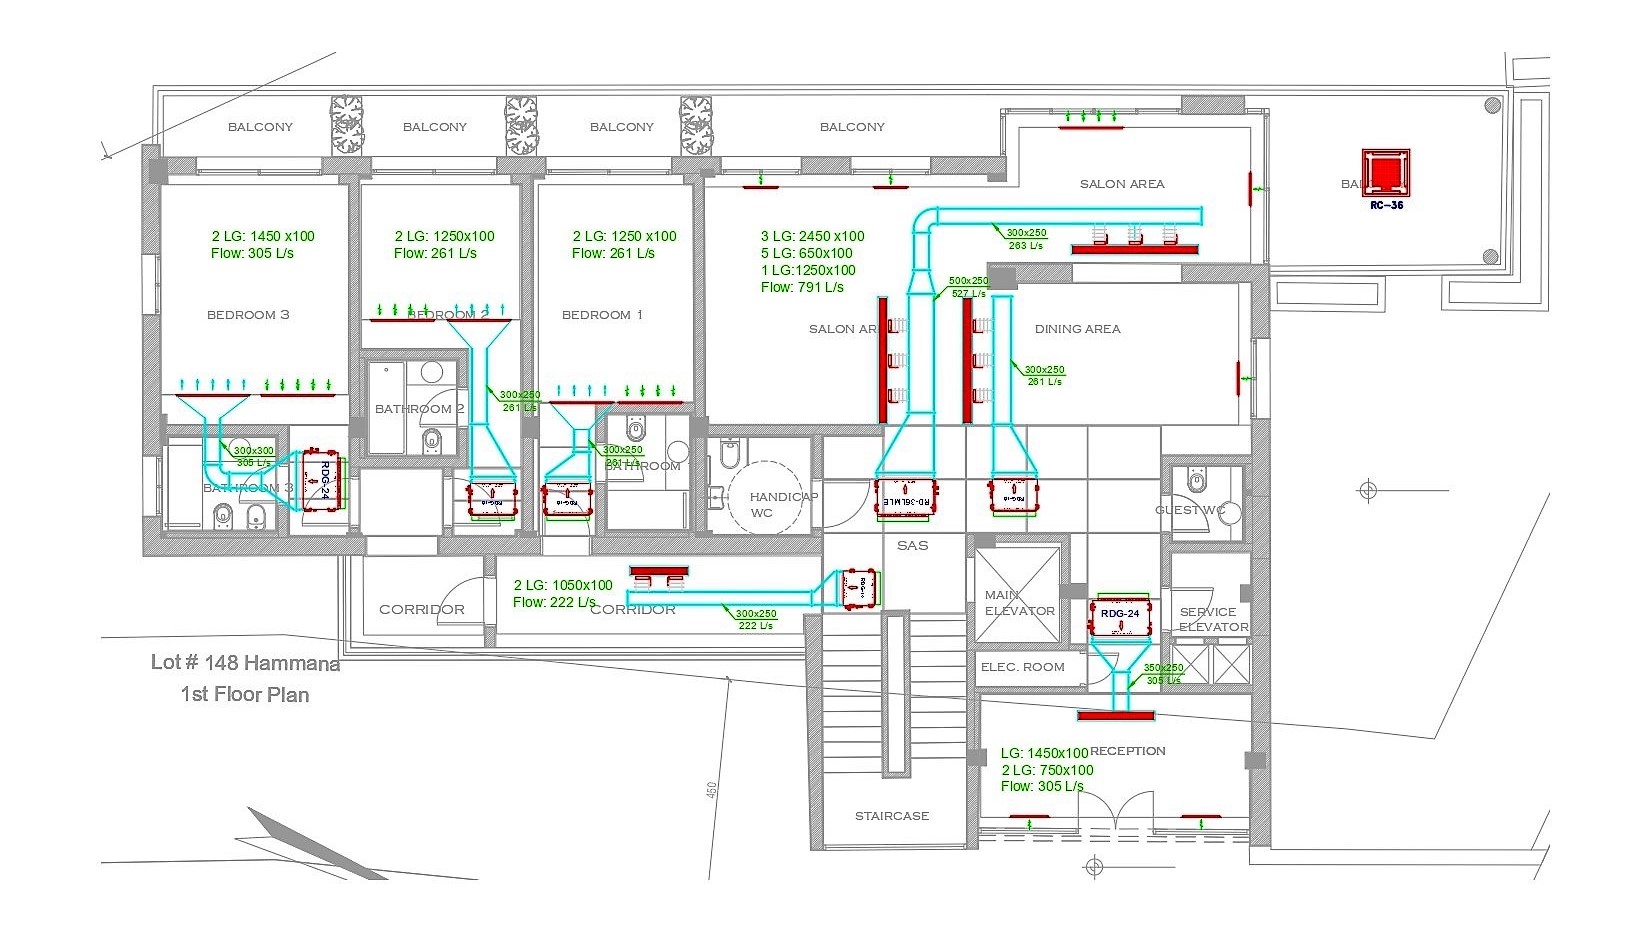 BALCONY
BALCONY
BALCONY
BALCONY
SALON AREA
RC-36
2 LG: 1450 x100
Flow: 305 L/s
2 LG: 1250x100
Flow: 261 L/s
2 LG: 1250 x100
Flow: 261 L/s
3 LG: 2450 x100
5 LG: 650x100
1 LG:1250x100
Flow: 791 L/s
300x250
263 L/s
500x250
527 L/s
BEDROOM 3
BEDROOM 2
BEDROOM 1
SALON AR
DINING AREA
300x250
261 L/s
300x250
261 L/s
BATHROOM 2
300x300
305 L/s
300x250
261 L/s
BATHROOM
BATHROOM 3
RDG-24
RD-36LMLE
HANDICAP
WC
GUEST WC
SAS
2 LG: 1050x100
Flow: 222 L/s
CORRIDOR
CORRIDOR
300x250
222 L/s
MAIN
ELEVATOR
RDG-24
SERVICE
ELEVATOR
Lot # 148 Hammana
1st Floor Plan
ELEC. ROOM
350x250
305 L/s
LG: 1450x100
RECEPTION
2 LG: 750x100
Flow: 305 L/s
450
STAIRCASE